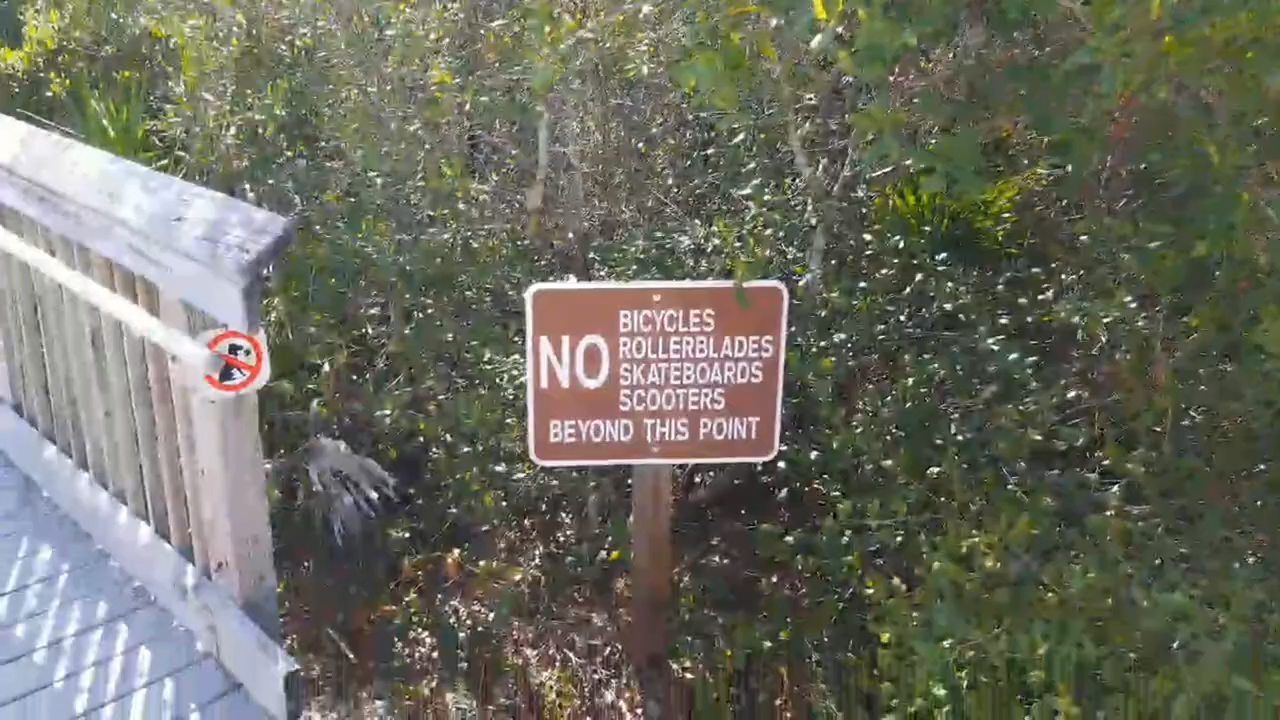 NO
BICYCLES
ROLLERBLADES
SKATEBOARDS
SCOOTERS
BEYOND THIS POINT